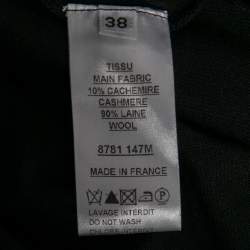 38
TISSU
MAIN FABRIC
10% CACHEMIRE
CASHMERE
90% LAINE
WOOL
8781 147M
MADE IN FRANCE
LAVAGE INTERDIT
DO NOT WASH